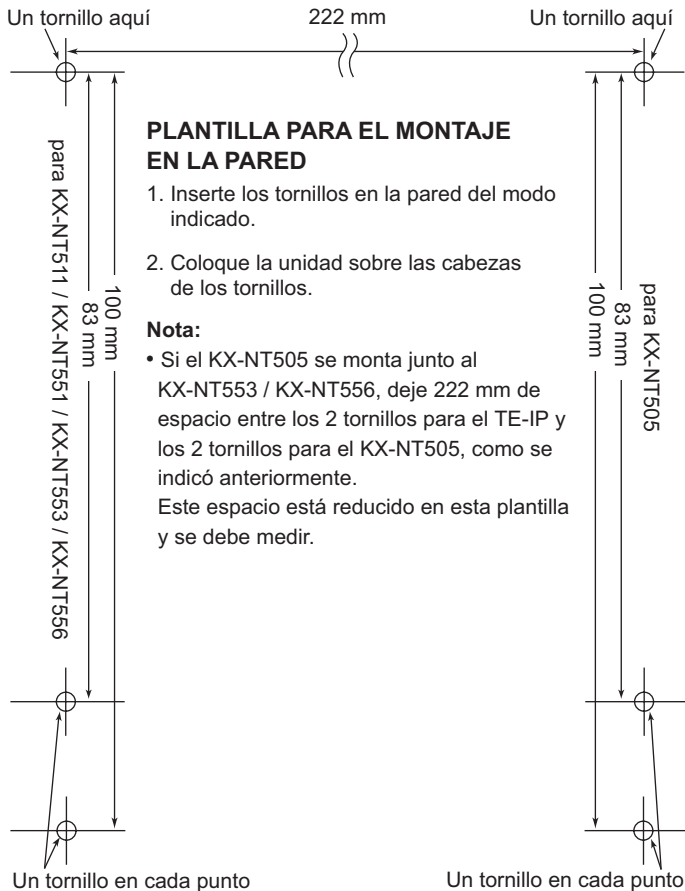 Un tornillo aquí
222 mm
Un tornillo aquí
PLANTILLA PARA EL MONTAJE
EN LA PARED
1. Inserte los tornillos en la pared del modo
indicado.
2. Coloque la unidad sobre las cabezas
de los tornillos.
Nota:
• Si el KX-NT505 se monta junto al
KX-NT553 / KX-NT556, deje 222 mm de
espacio entre los 2 tornillos para el TE-IP y
los 2 tornillos para el KX-NT505, como se
indicó anteriormente.
Este espacio está reducido en esta plantilla
y se debe medir.
para KX-NT511 / KX-NT551 / KX-NT553 / KX-NT556
83 mm
100 mm
100 mm
83 mm
para KX-NT505
Un tornillo en cada punto
Un tornillo en cada punto